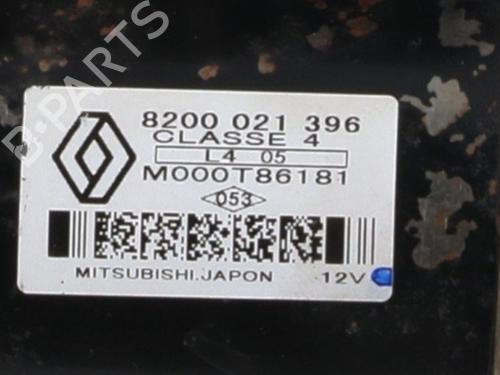 B-PARTS
8200 021 396
CLASSE 4
L4 05
M000T86181
053
MITSUBISHI.JAPON 12V